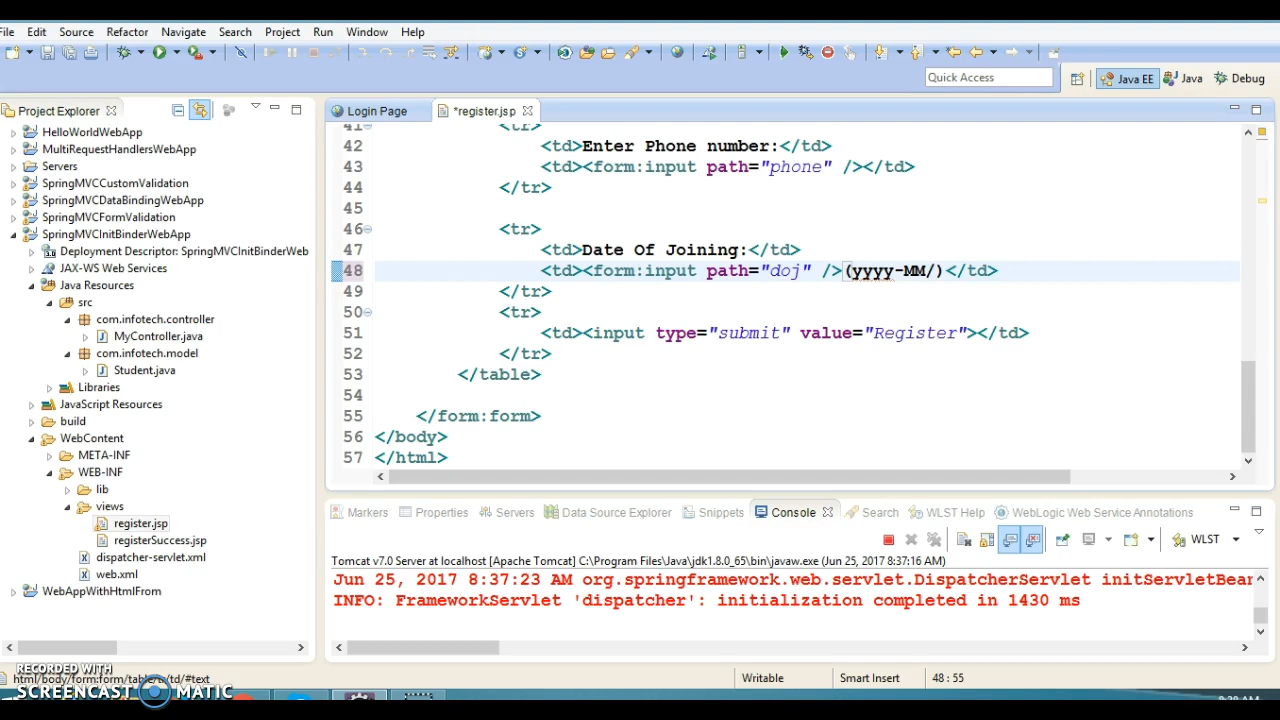 File Edit Source Refactor Navigate Search Project Run Window Help
Quick Access
Java EE
Java
Debug
Project Explorer
HelloWorldWebApp
MultiRequestHandlersWebApp
Servers
SpringMVCCustomValidation
SpringMVCDataBindingWebApp
SpringMVCFormValidation
SpringMVCInitBinderWebApp
Deployment Descriptor: SpringMVCInitBinderWeb
JAX-WS Web Services
Java Resources
src
com.infotech.controller
MyController.java
com.infotech.model
Student.java
Libraries
JavaScript Resources
build
WebContent
META-INF
WEB-INF
lib
views
register.jsp
registerSuccess.jsp
dispatcher-servlet.xml
web.xml
WebAppWithHtmlFrom
Login Page
*register.jsp
41 <tr>
42 <td>Enter Phone number:</td>
43 <td><form:input path="phone" /></td>
44 </tr>
45
46 <tr>
47 <td>Date Of Joining:</td>
48 <td><form:input path="doj" />(yyyy-MM/)</td>
49 </tr>
50 <tr>
51 <td><input type="submit" value="Register"></td>
52 </tr>
53 </table>
54
55 </form:form>
56 </body>
57 </html>
Markers Properties Servers Data Source Explorer Snippets Console Search WLST Help WebLogic Web Service Annotations
WLST
Tomcat v7.0 Server at localhost [Apache Tomcat] C:\Program Files\Java\jdk1.8.0_65\bin\javaw.exe (Jun 25, 2017 8:37:16 AM)
Jun 25, 2017 8:37:23 AM org.springframework.web.servlet.DispatcherServlet initServletBean
INFO: FrameworkServlet 'dispatcher': initialization completed in 1430 ms
html/body/form:form/table/tr/td/#text
Writable
Smart Insert
48 : 55
RECORDED WITH
SCREENCAST MATIC